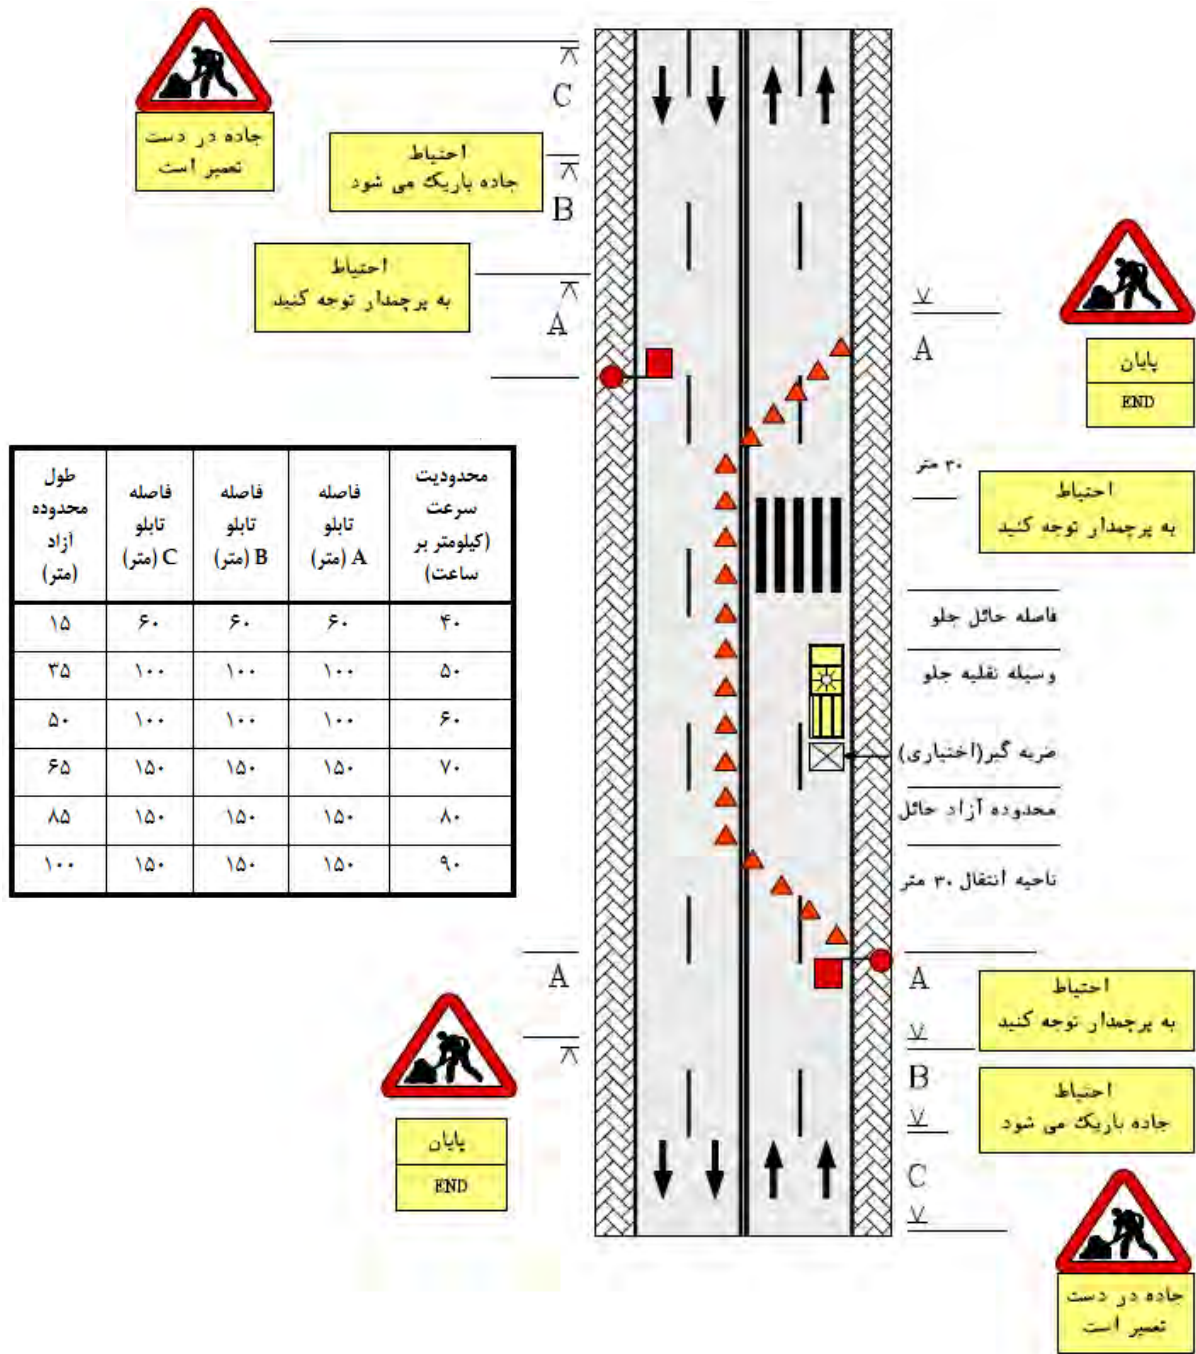 جاده در دست
تعمیر است
C
احتیاط
جاده باریک می شود
B
احتیاط
به پرچمدار توجه کنید
A
A
پایان
END
۳۰ متر
احتیاط
به پرچمدار توجه کنید
محدودیت سرعت (کیلومتر بر ساعت)
فاصله تابلو A (متر)
فاصله تابلو B (متر)
فاصله تابلو C (متر)
طول محدوده آزاد (متر)
۴۰ ۶۰ ۶۰ ۶۰ ۱۵
۵۰ ۱۰۰ ۱۰۰ ۱۰۰ ۳۵
۶۰ ۱۰۰ ۱۰۰ ۱۰۰ ۵۰
۷۰ ۱۵۰ ۱۵۰ ۱۵۰ ۶۵
۸۰ ۱۵۰ ۱۵۰ ۱۵۰ ۸۵
۹۰ ۱۵۰ ۱۵۰ ۱۵۰ ۱۰۰
فاصله حائل جلو
وسیله نقلیه جلو
ضربه گیر(اختیاری)
محدوده آزاد حائل
ناحیه انتقال ۳۰ متر
A
A
احتیاط
به پرچمدار توجه کنید
B
احتیاط
جاده باریک می شود
پایان
END
C
جاده در دست
تعمیر است